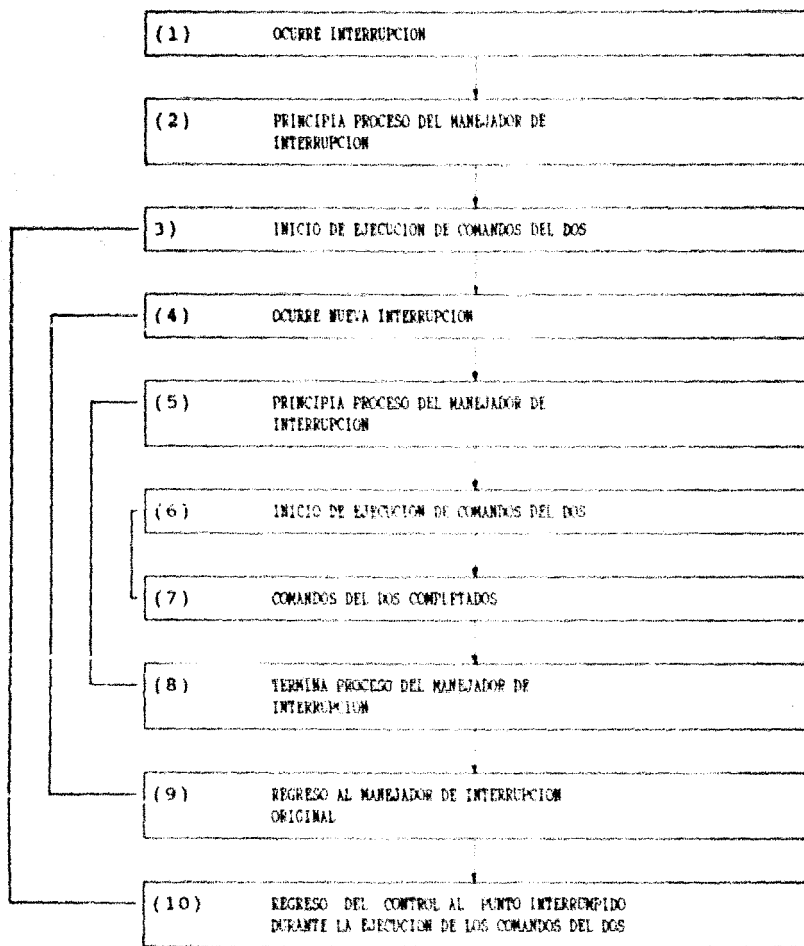 (1) OCURRE INTERRUPCION
(2) PRINCIPIA PROCESO DEL MANEJADOR DE
INTERRUPCION
3) INICIO DE EJECUCION DE COMANDOS DEL DOS
(4) OCURRE NUEVA INTERRUPCION
(5) PRINCIPIA PROCESO DEL MANEJADOR DE
INTERRUPCION
(6) INICIO DE EJECUCION DE COMANDOS DEL DOS
(7) COMANDOS DEL DOS COMPLETADOS
(8) TERMINA PROCESO DEL MANEJADOR DE
INTERRUPCION
(9) REGRESO AL MANEJADOR DE INTERRUPCION
ORIGINAL
(10) REGRESO DEL CONTROL AL PUNTO INTERRUMPIDO
DURANTE LA EJECUCION DE LOS COMANDOS DEL DOS